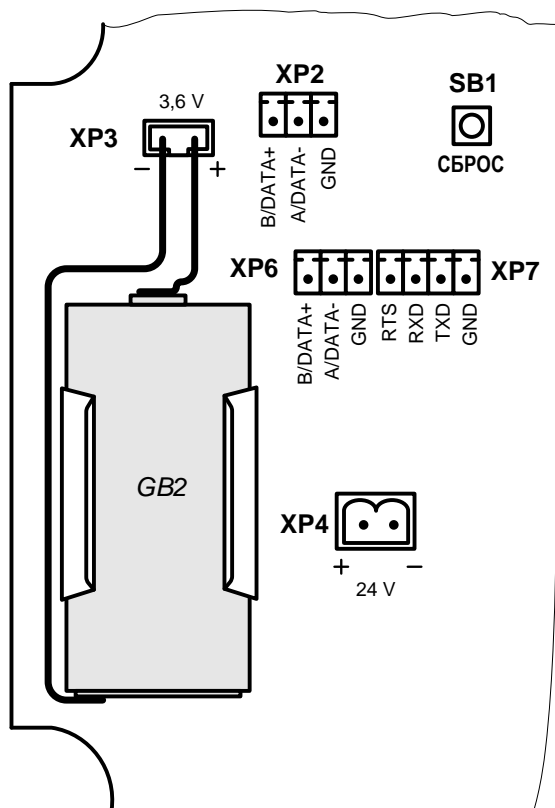 XP2
SB1
3,6 V
XP3
– +
СБРОС
B/DATA+
A/DATA-
GND
XP6
XP7
B/DATA+
A/DATA-
GND
RTS
RXD
TXD
GND
GB2
XP4
+ –
24 V